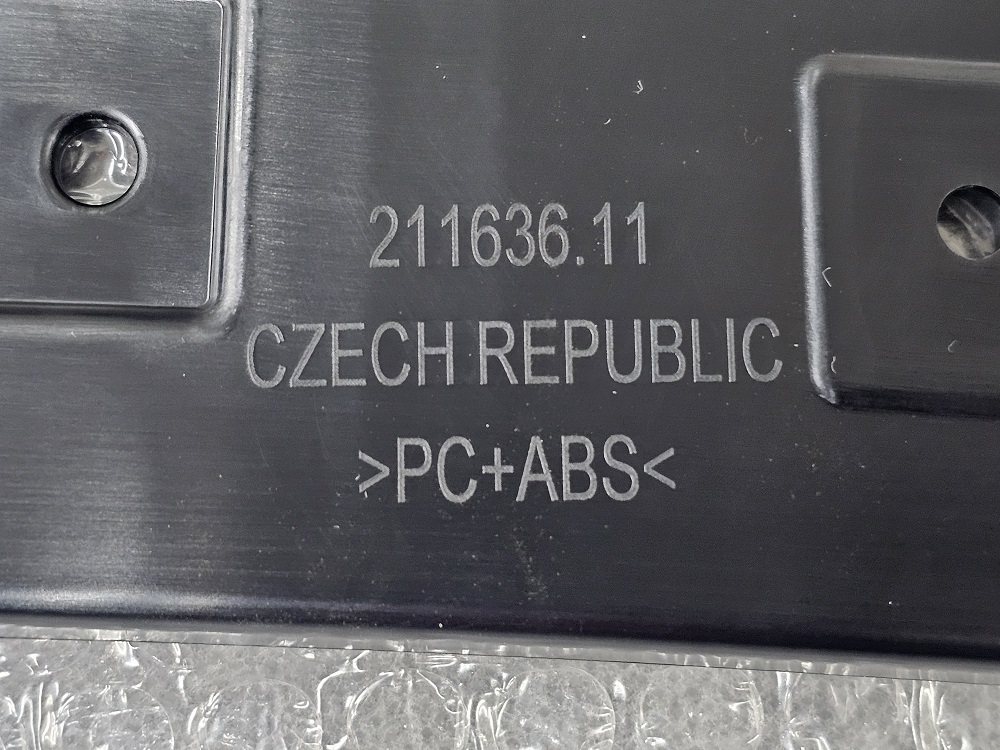 211636.11
CZECH REPUBLIC
>PC+ABS<